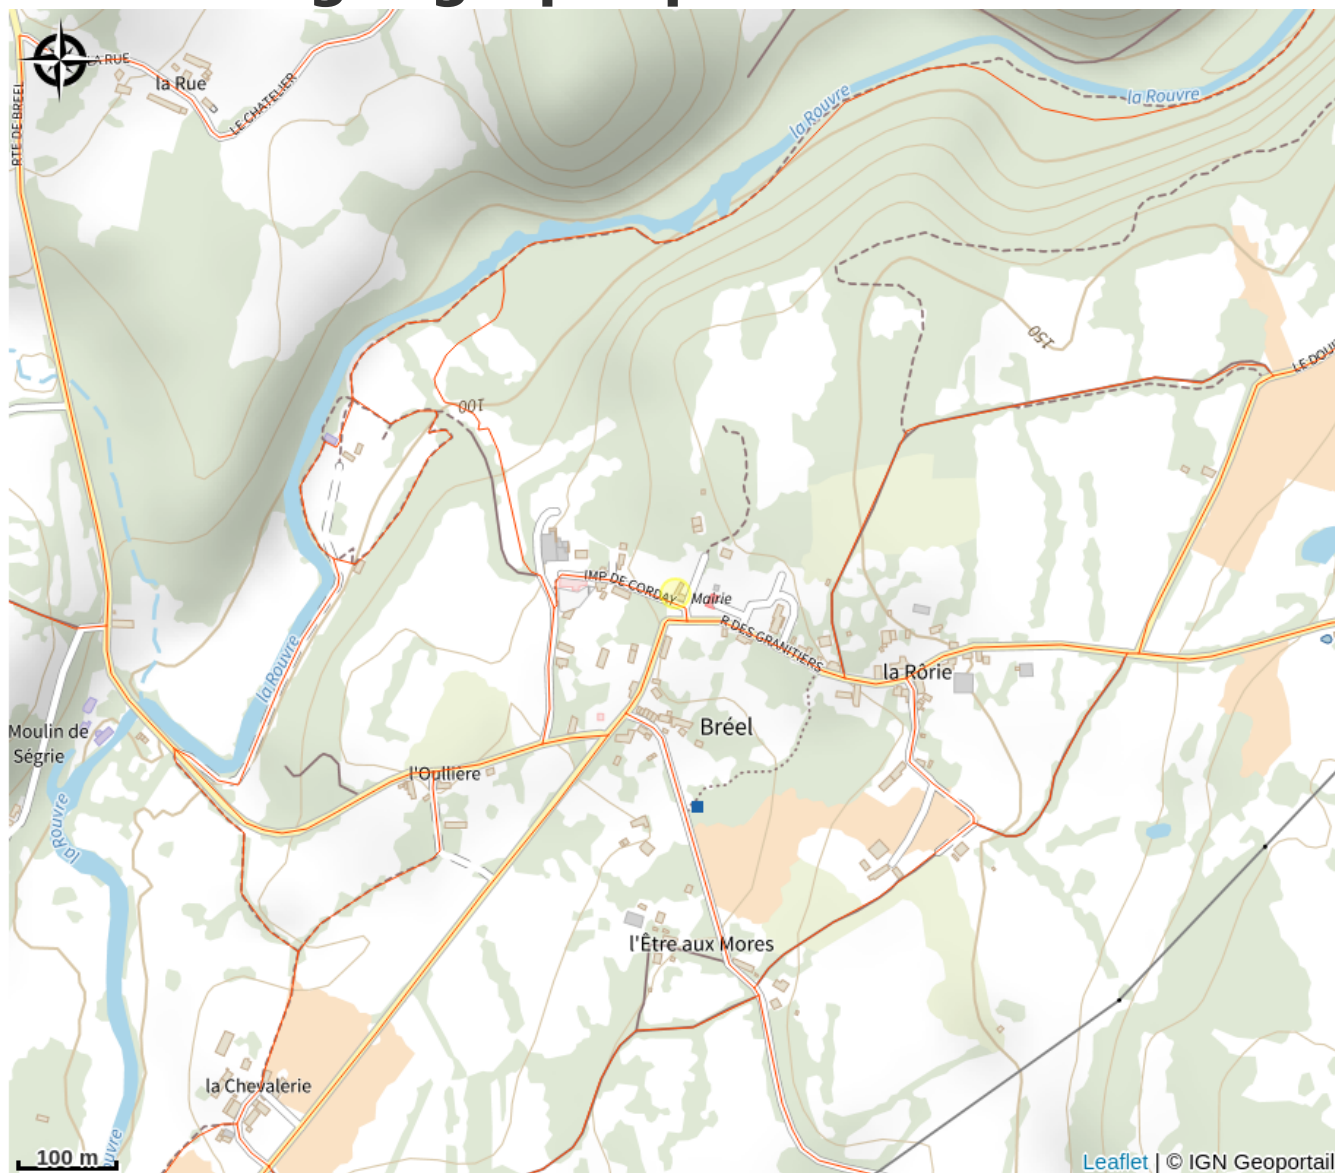 LA RUE
la Rue
LE CHATELIER
RTE DE BREEL
la Rouvre
la Rouvre
150
LE DOUI
100
IMP DE CORDAY
Mairie
R DES GRANITIERS
la Rôrie
la Rouvre
Bréel
Moulin de
Ségrie
l'Oullière
la Rouvre
l'Être aux Mores
la Chevalerie
uvre
100 m
Leaflet | © IGN Geoportail